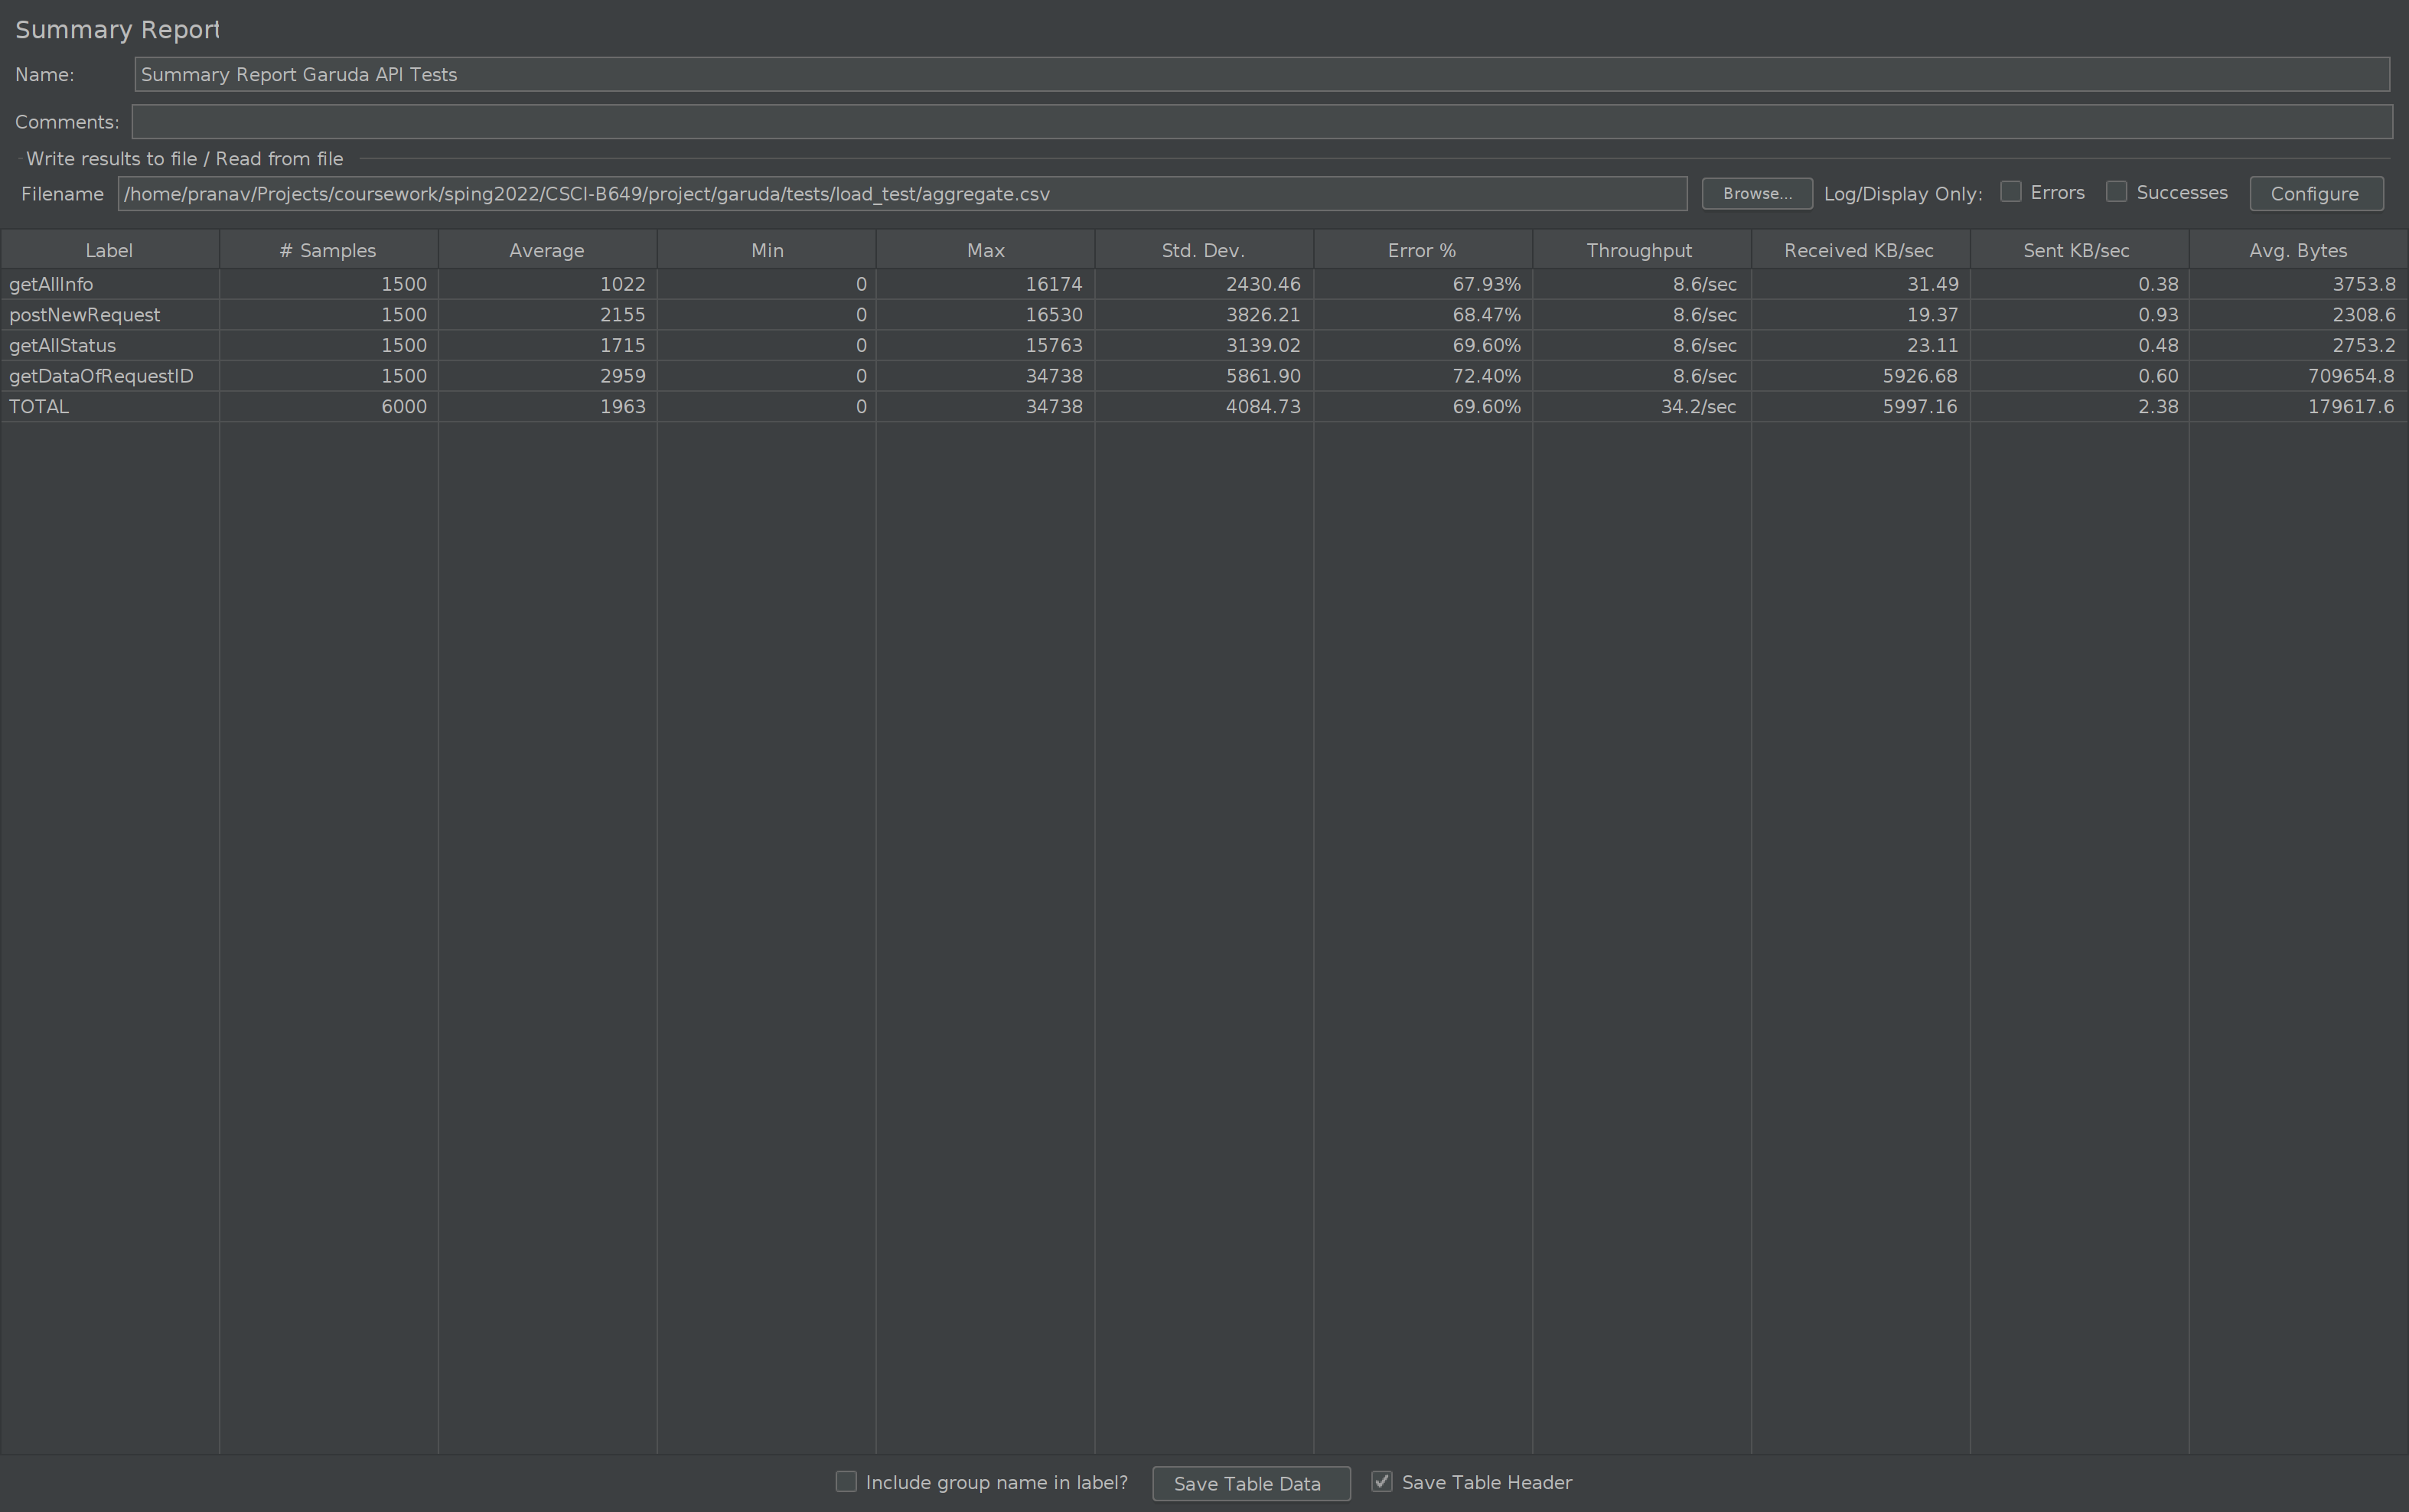 Summary Report
Name: Summary Report Garuda API Tests
Comments:
Write results to file / Read from file
Filename /home/pranav/Projects/coursework/sping2022/CSCI-B649/project/garuda/tests/load_test/aggregate.csv Browse... Log/Display Only: Errors Successes Configure
Label # Samples Average Min Max Std. Dev. Error % Throughput Received KB/sec Sent KB/sec Avg. Bytes
getAllInfo 1500 1022 0 16174 2430.46 67.93% 8.6/sec 31.49 0.38 3753.8
postNewRequest 1500 2155 0 16530 3826.21 68.47% 8.6/sec 19.37 0.93 2308.6
getAllStatus 1500 1715 0 15763 3139.02 69.60% 8.6/sec 23.11 0.48 2753.2
getDataOfRequestID 1500 2959 0 34738 5861.90 72.40% 8.6/sec 5926.68 0.60 709654.8
TOTAL 6000 1963 0 34738 4084.73 69.60% 34.2/sec 5997.16 2.38 179617.6
Include group name in label? Save Table Data Save Table Header